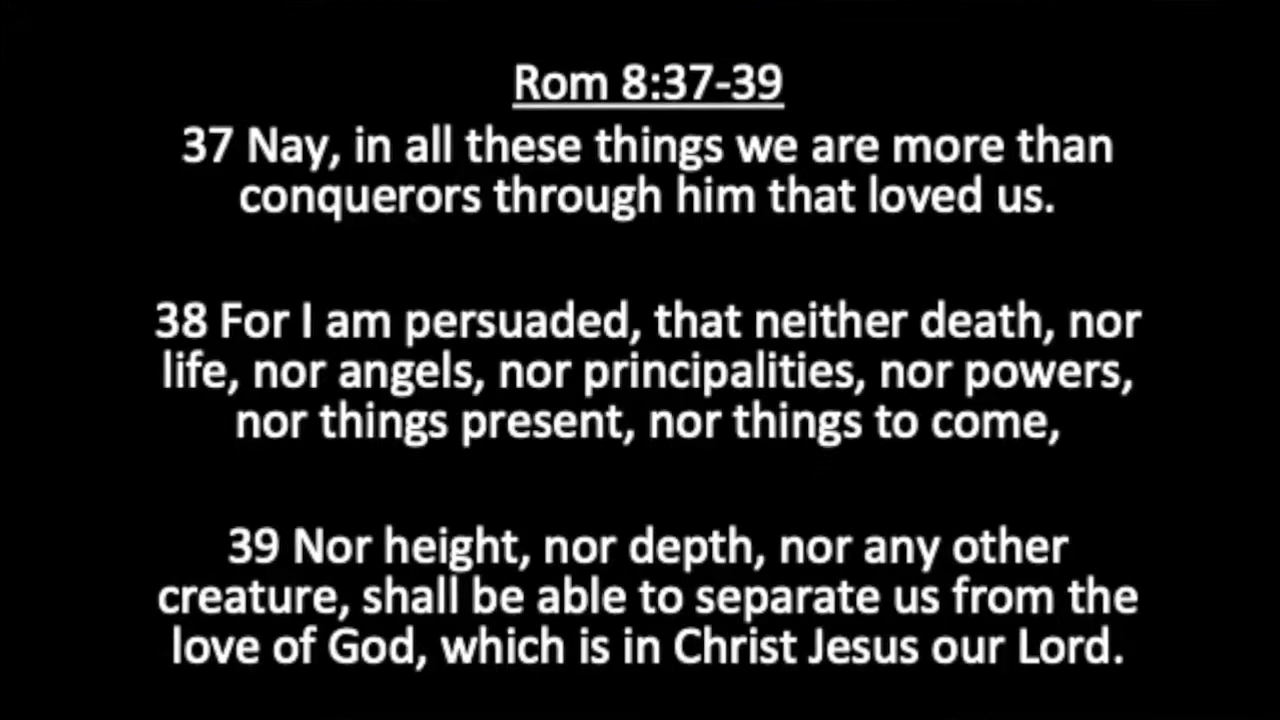 Rom 8:37-39
37 Nay, in all these things we are more than
conquerors through him that loved us.
38 For I am persuaded, that neither death, nor
life, nor angels, nor principalities, nor powers,
nor things present, nor things to come,
39 Nor height, nor depth, nor any other
creature, shall be able to separate us from the
love of God, which is in Christ Jesus our Lord.